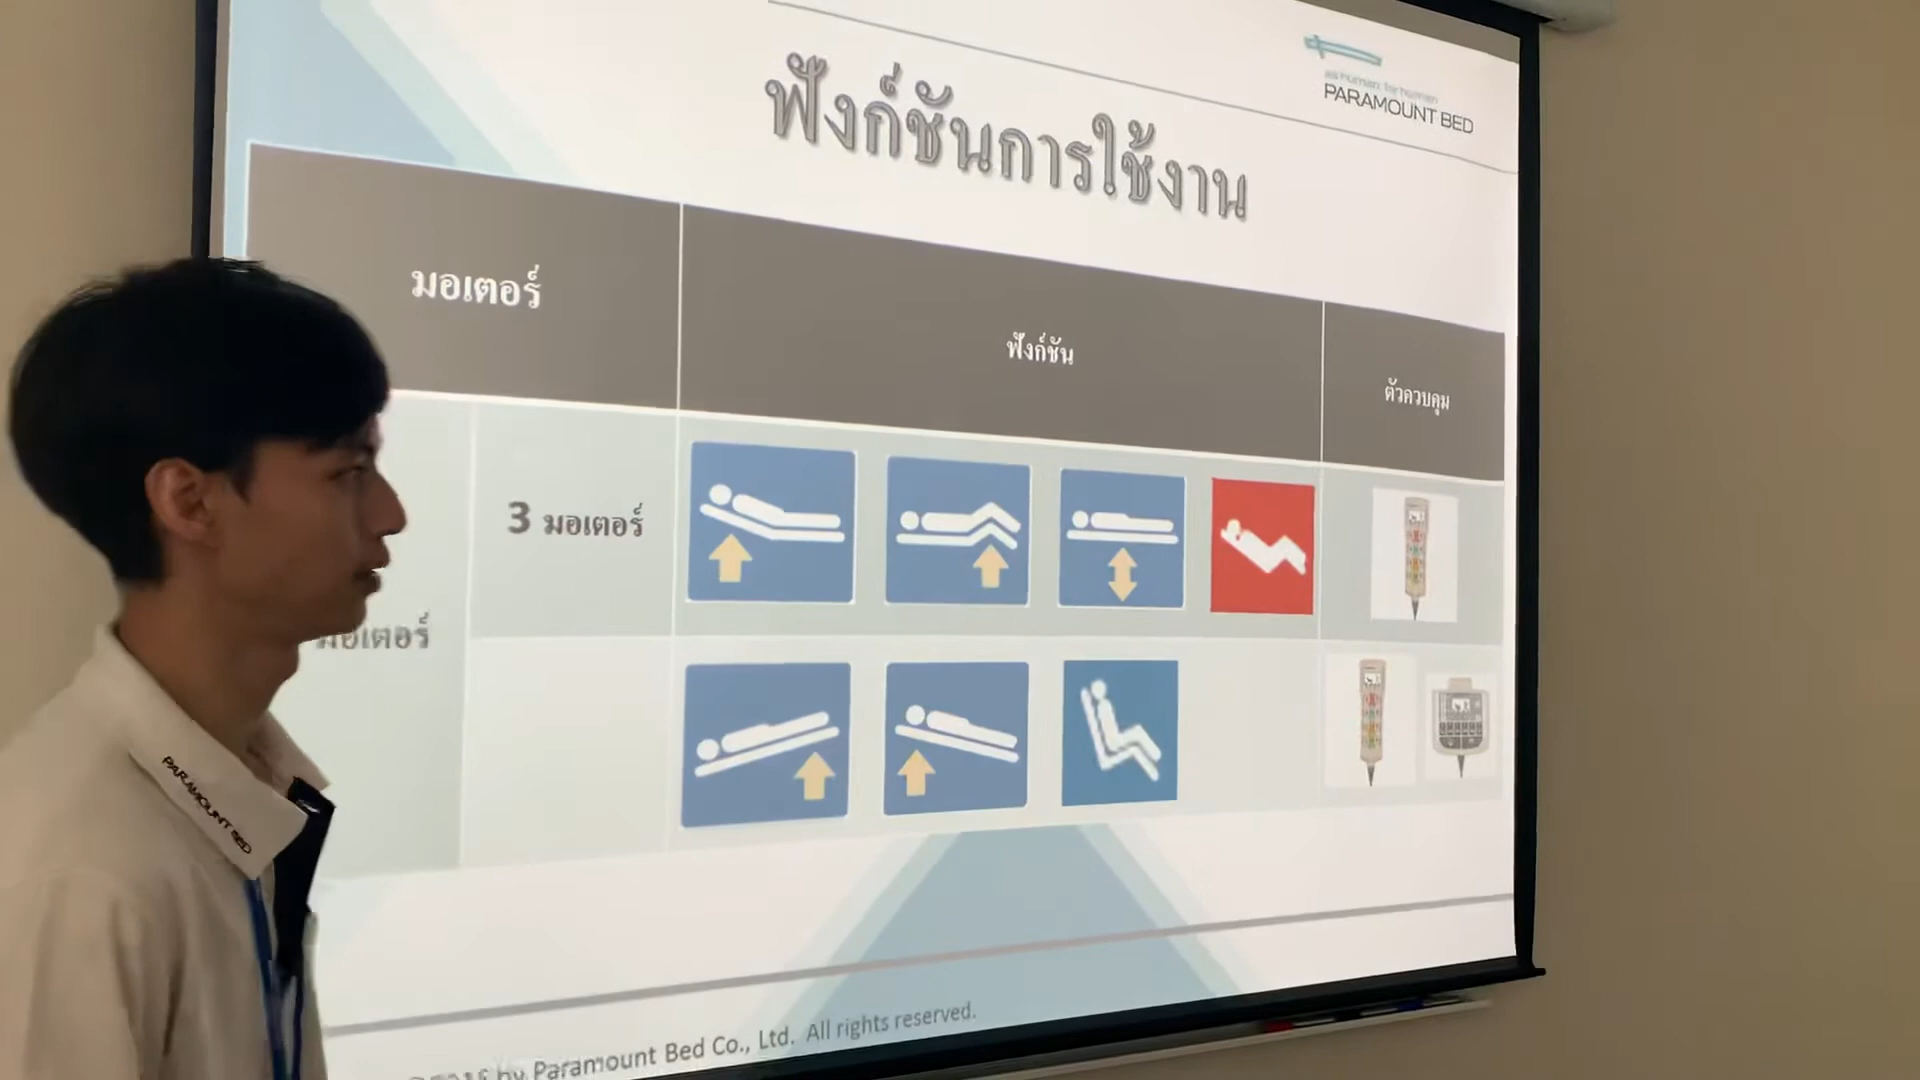 as human, for human
PARAMOUNT BED
ฟังก์ชันการใช้งาน
มอเตอร์
ฟังก์ชัน
ตัวควบคุม
3 มอเตอร์
มอเตอร์
PARAMOUNT BED
by Paramount Bed Co., Ltd. All rights reserved.